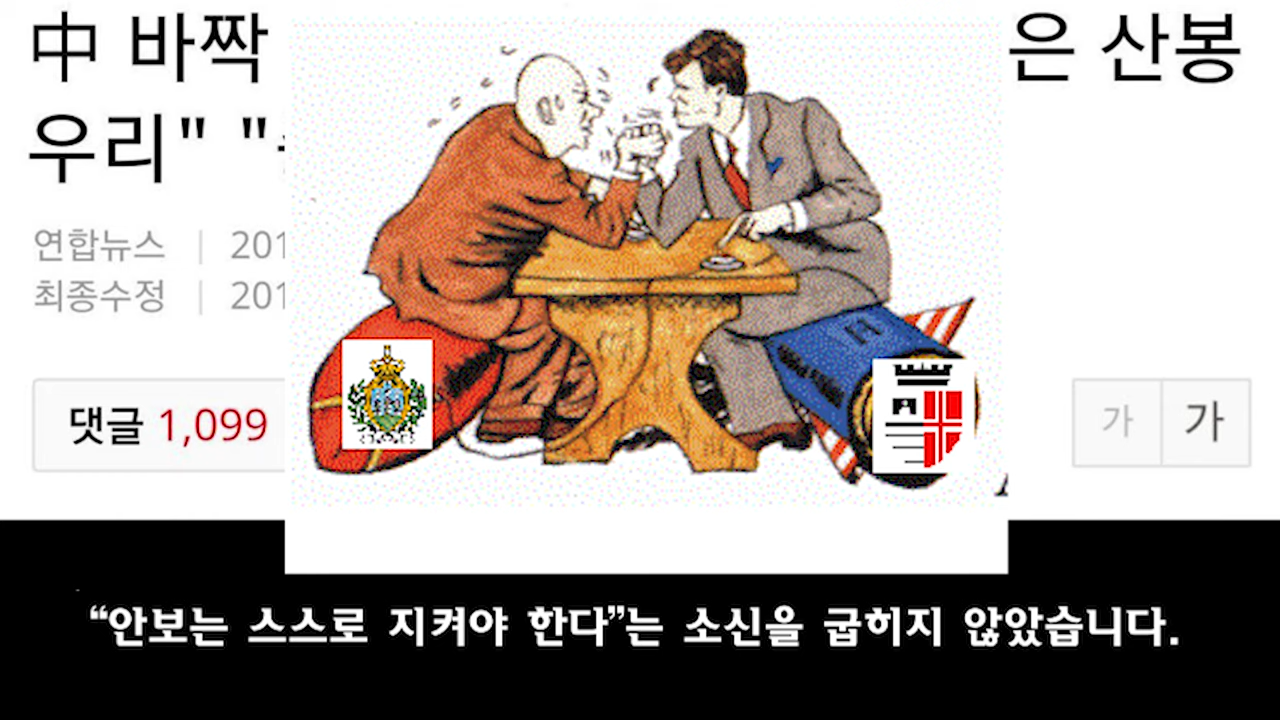 中 바짝
은 산봉
우리" "
연합뉴스 | 201
최종수정 | 201
댓글 1,099
가 가
“안보는 스스로 지켜야 한다”는 소신을 굽히지 않았습니다.